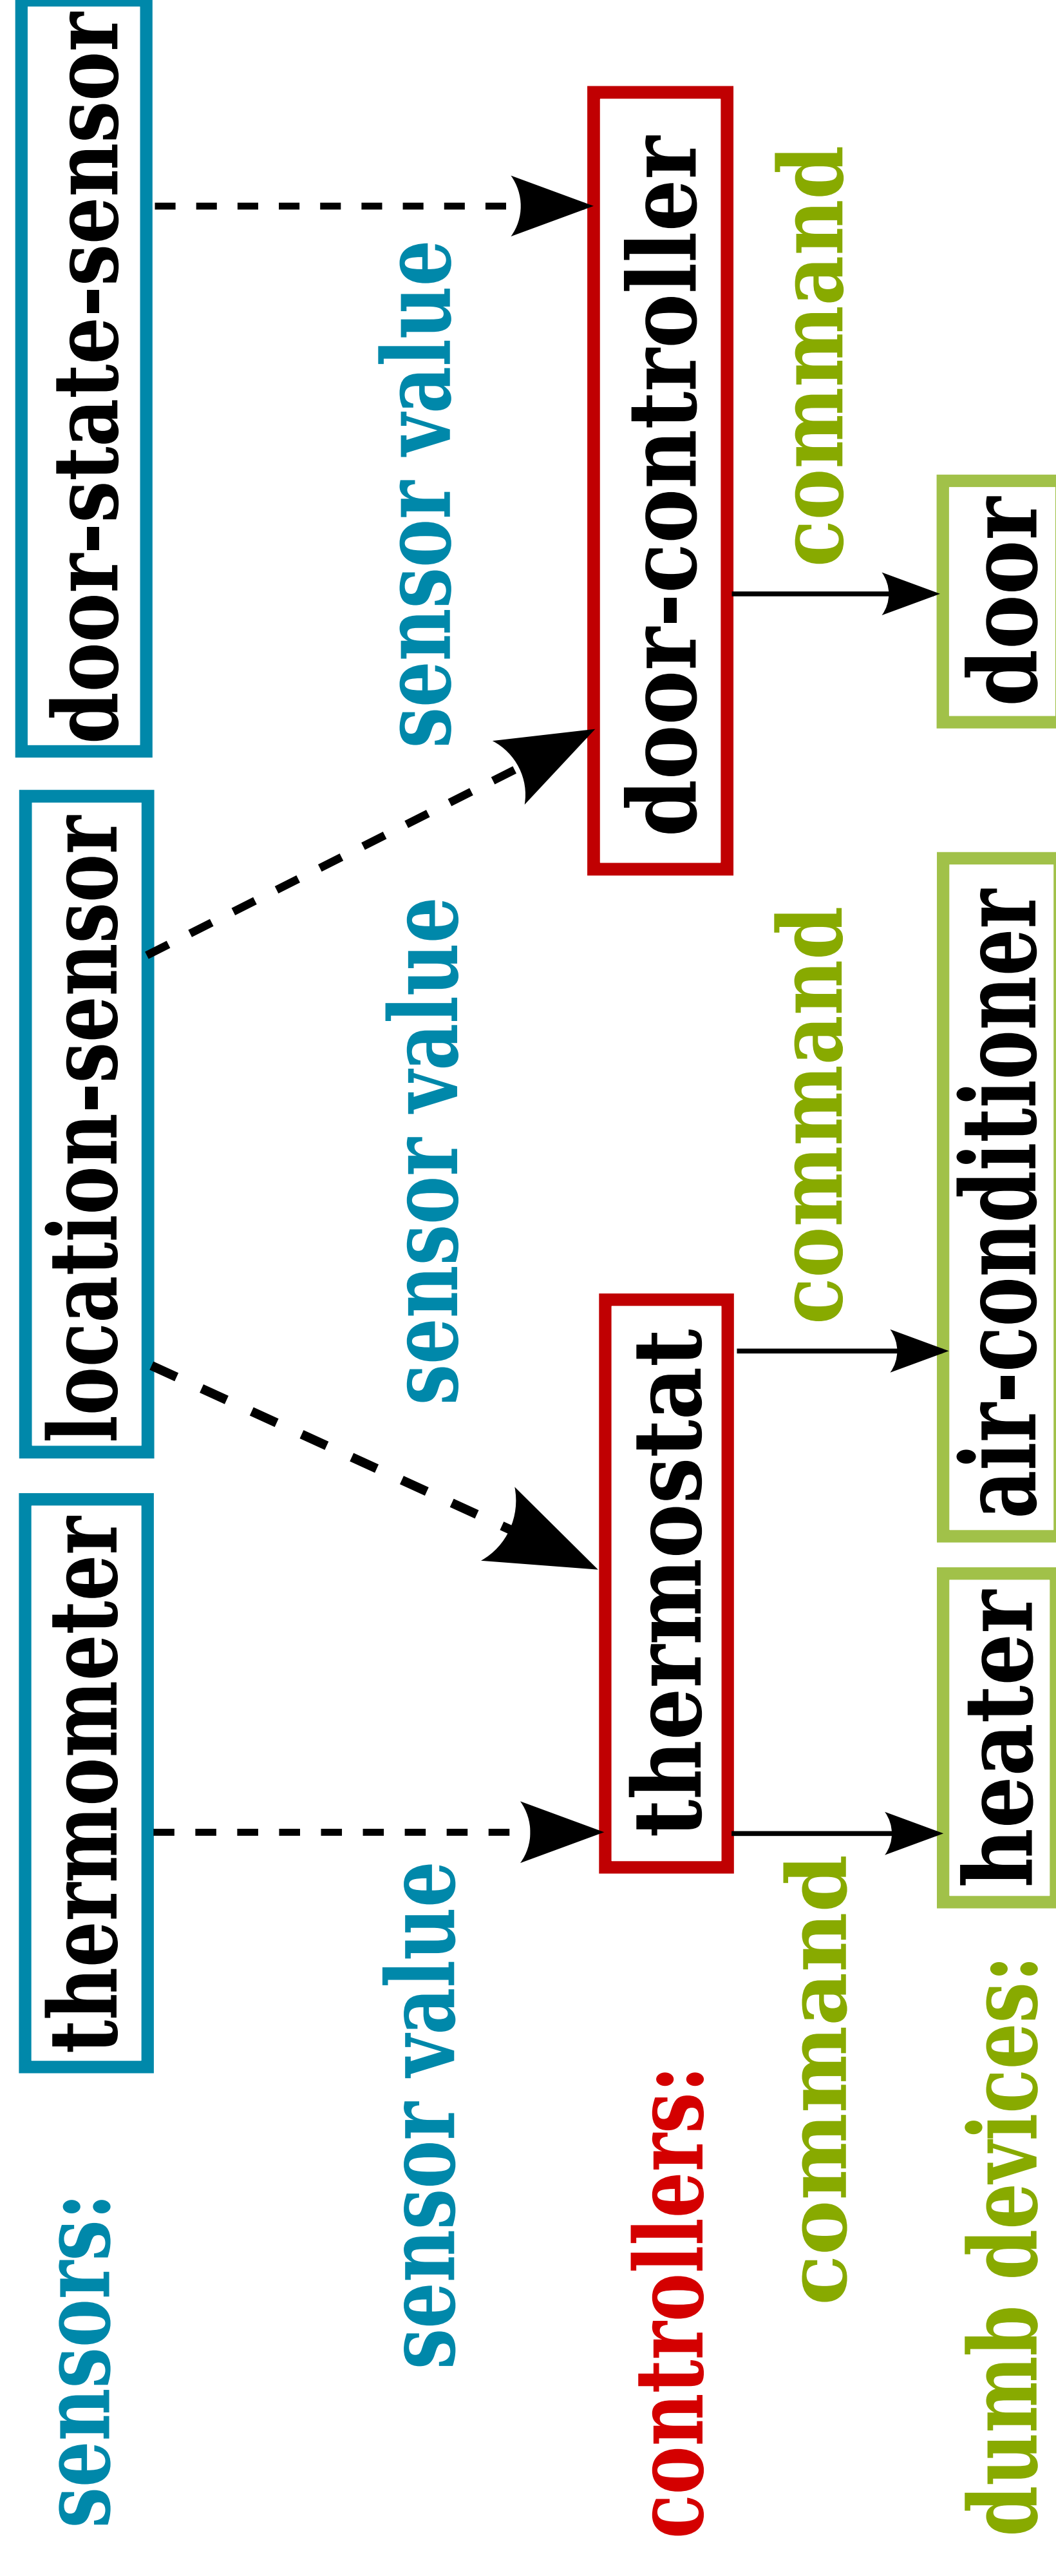 sensors:
thermometer
location-sensor
door-state-sensor
sensor value
sensor value
sensor value
controllers:
thermostat
door-controller
command
command
command
dumb devices:
heater
air-conditioner
door